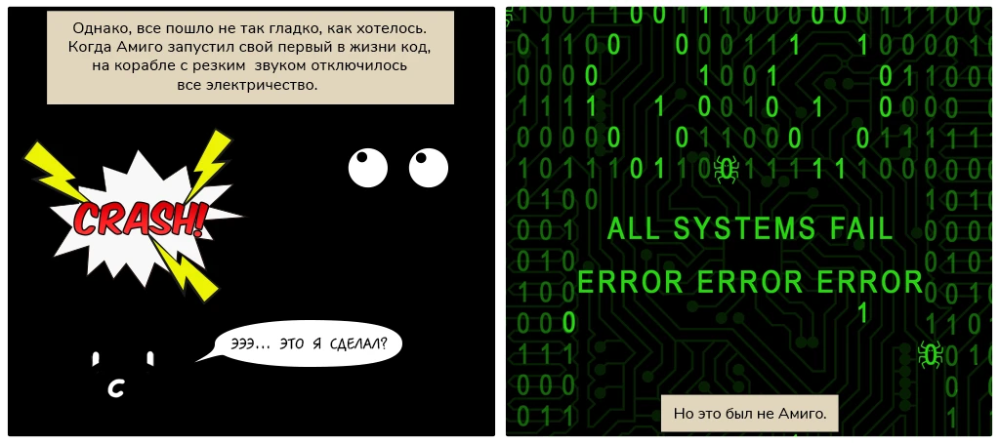 Однако, все пошло не так гладко, как хотелось.
Когда Амиго запустил свой первый в жизни код,
на корабле с резким звуком отключилось
все электричество.
CRASH!
ЭЭЭ... ЭТО Я СДЕЛАЛ?
ALL SYSTEMS FAIL
ERROR ERROR ERROR
Но это был не Амиго.